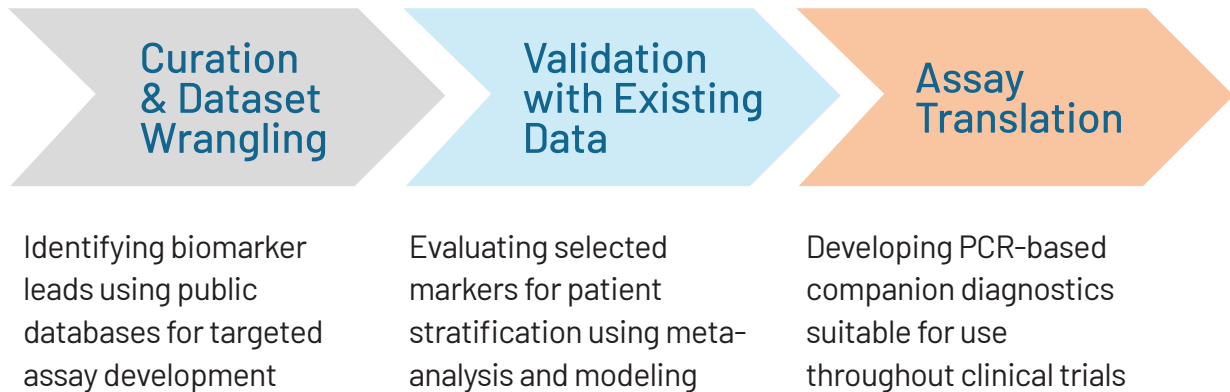 Curation
& Dataset
Wrangling
Identifying biomarker
leads using public
databases for targeted
assay development
Validation
with Existing
Data
Evaluating selected
markers for patient
stratification using meta-
analysis and modeling
Assay
Translation
Developing PCR-based
companion diagnostics
suitable for use
throughout clinical trials